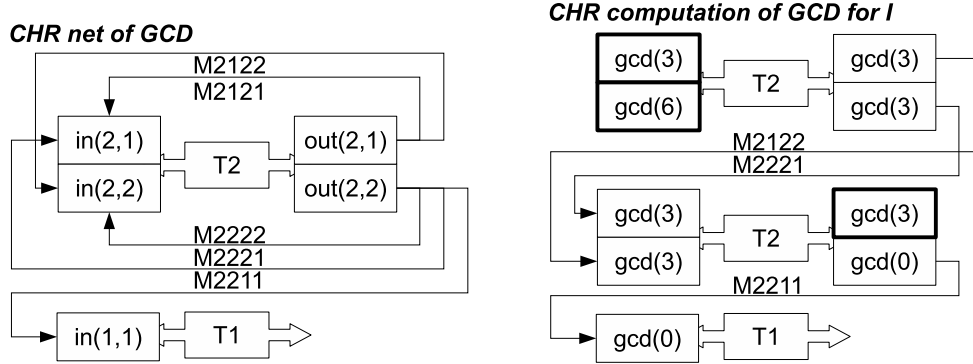 CHR net of GCD
M2122
M2121
in(2,1)
in(2,2)
T2
out(2,1)
out(2,2)
M2222
M2221
M2211
in(1,1)
T1
CHR computation of GCD for I
gcd(3)
gcd(6)
T2
gcd(3)
gcd(3)
M2122
M2221
gcd(3)
gcd(3)
T2
gcd(3)
gcd(0)
M2211
gcd(0)
T1